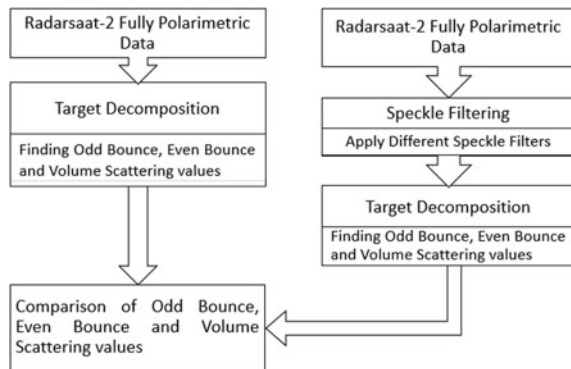 Radarsaat-2 Fully Polarimetric
Data
Target Decomposition
Finding Odd Bounce, Even Bounce
and Volume Scattering values
Radarsaat-2 Fully Polarimetric
Data
Speckle Filtering
Apply Different Speckle Filters
Target Decomposition
Finding Odd Bounce, Even Bounce
and Volume Scattering values
Comparison of Odd Bounce,
Even Bounce and Volume
Scattering values